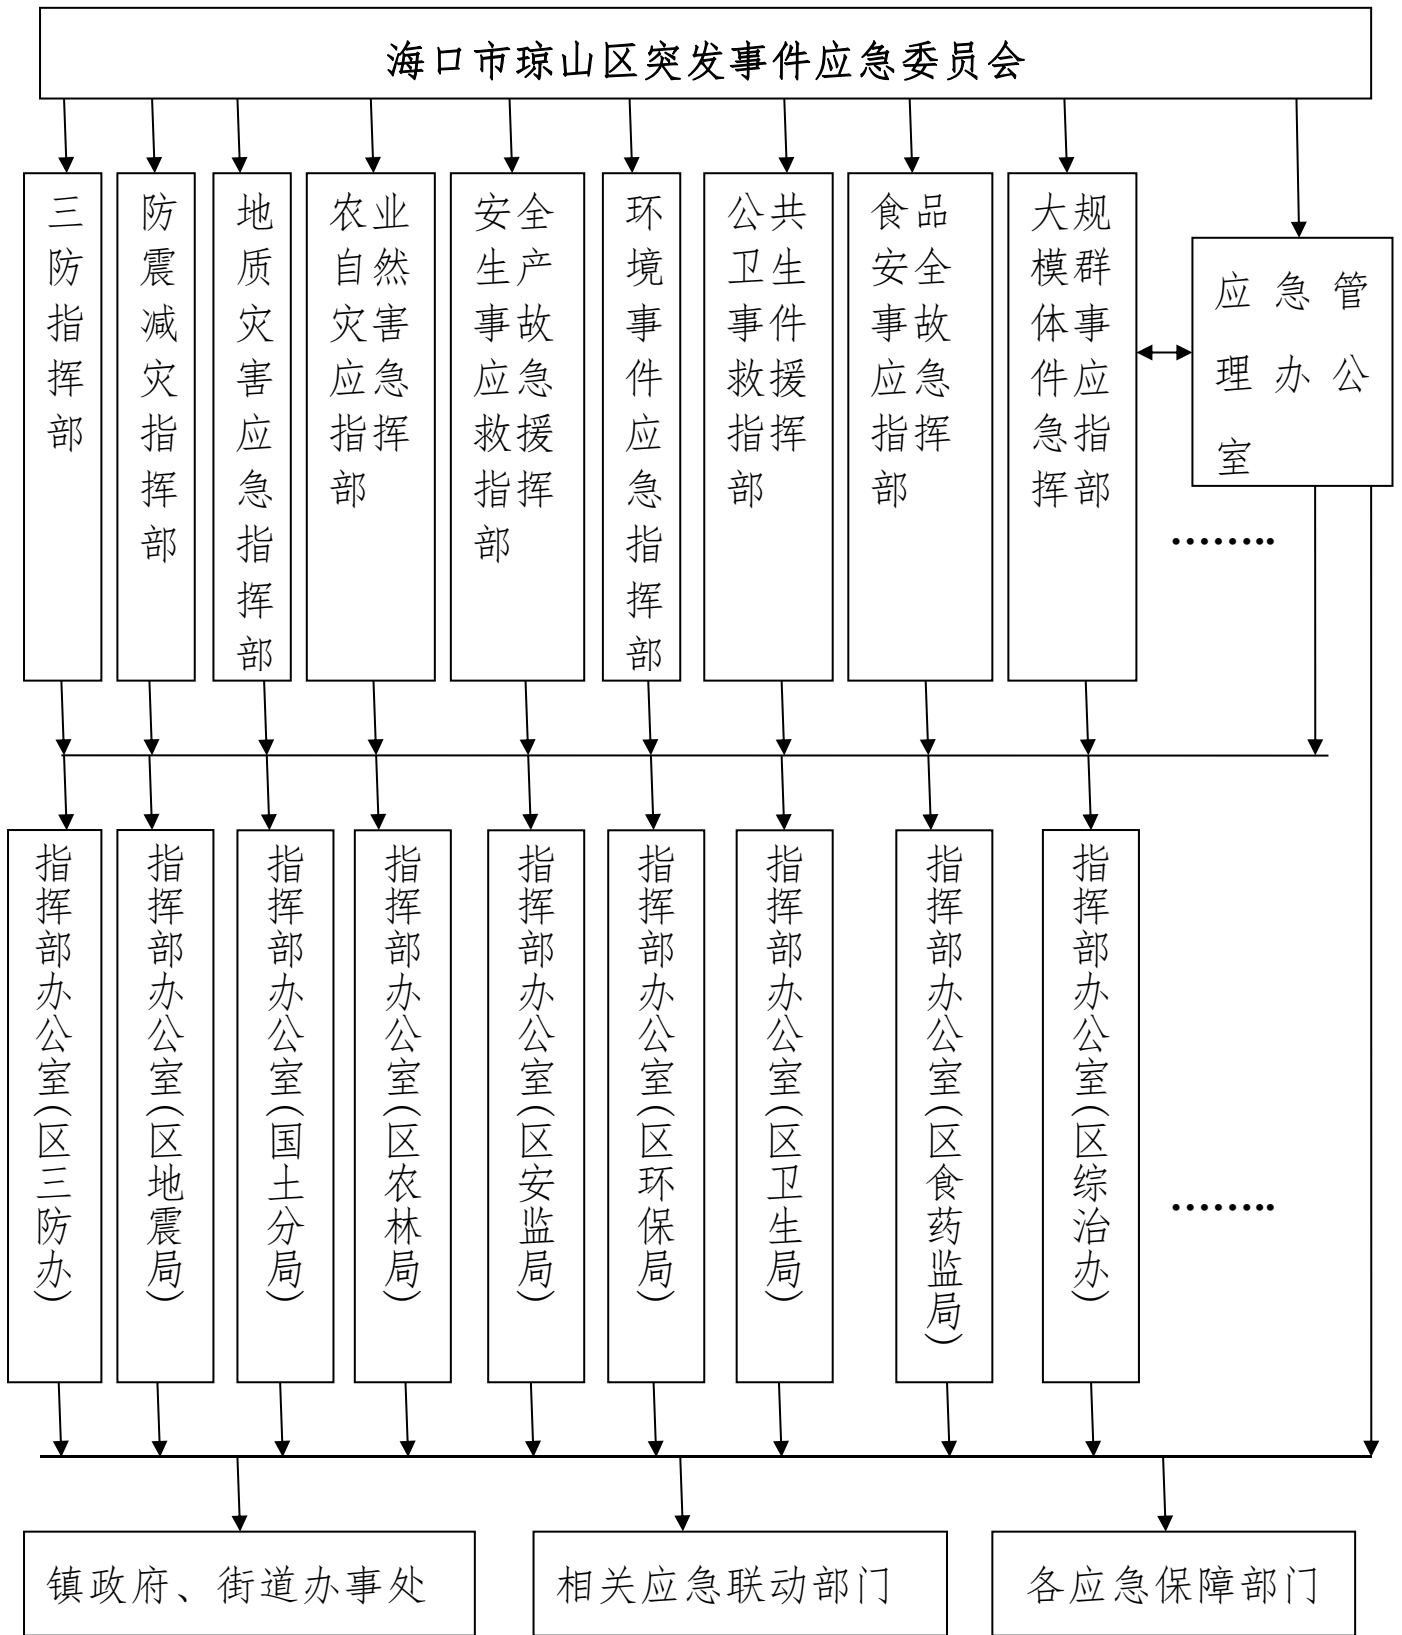 海口市琼山区突发事件应急委员会
三防指挥部
防震减灾指挥部
地质灾害应急指挥部
农业
自然
灾害
应急
指挥
部
安全
生产
事故
应急
救援
指挥
部
环境事件应急指挥部
公共
卫生
事件
救援
指挥
部
食品
安全
事故
应急
指挥
部
大规
模群
体事
件应
急指
挥部
应急管
理办公
室
………
指挥部办公室(区三防办)
指挥部办公室(区地震局)
指挥部办公室(国土分局)
指挥部办公室(区农林局)
指挥部办公室(区安监局)
指挥部办公室(区环保局)
指挥部办公室(区卫生局)
指挥部办公室(区食药监局)
指挥部办公室(区综治办)
………
镇政府、街道办事处
相关应急联动部门
各应急保障部门